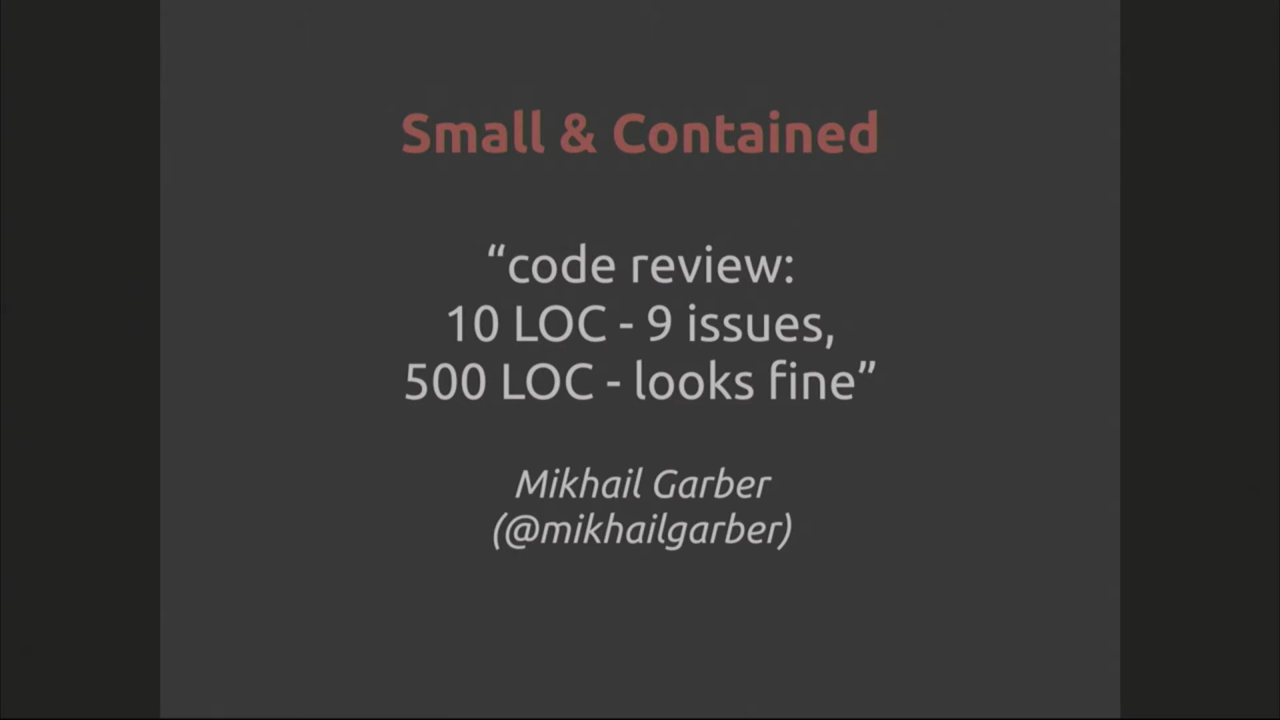 Small & Contained
“code review:
10 LOC - 9 issues,
500 LOC - looks fine”
Mikhail Garber
(@mikhailgarber)